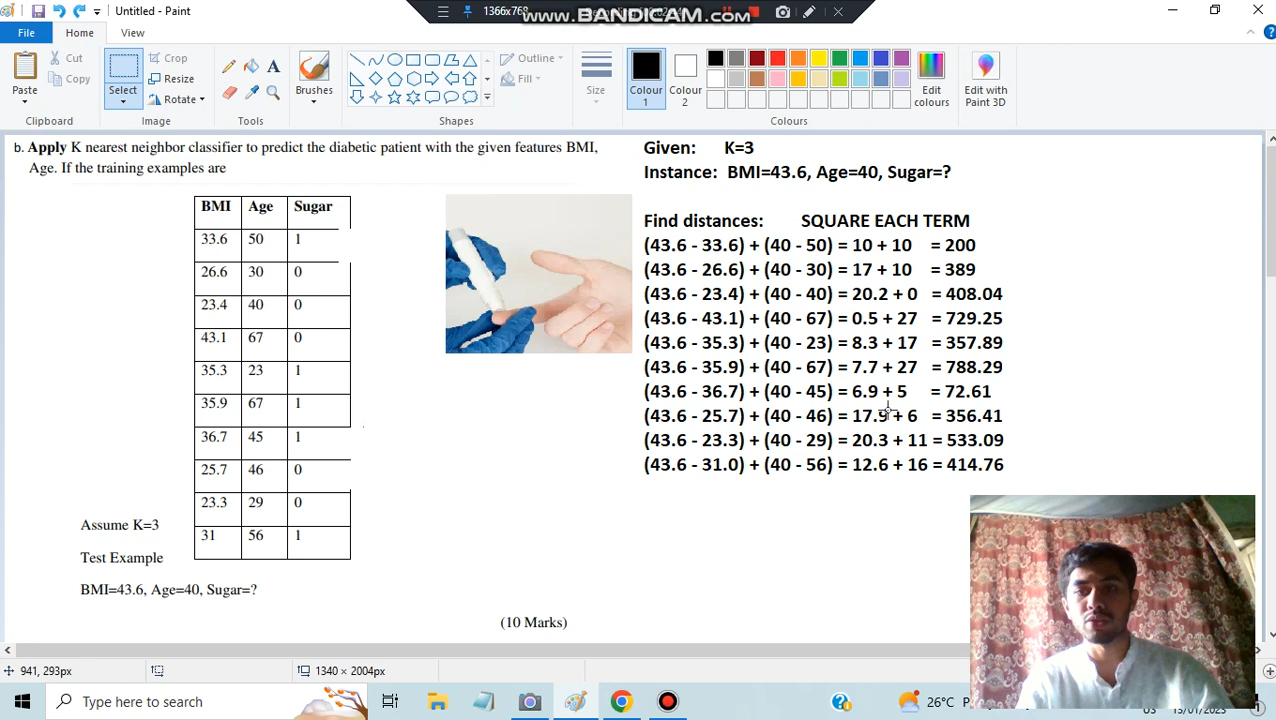 Untitled - Paint
1366x768
www.BANDICAM.com
File
Home
View
Paste
Cut
Copy
Clipboard
Select
Crop
Resize
Rotate
Image
Tools
Brushes
Shapes
Outline
Fill
Size
Colour 1
Colour 2
Colours
Edit colours
Edit with Paint 3D
b. Apply K nearest neighbor classifier to predict the diabetic patient with the given features BMI,
Age. If the training examples are
BMI Age Sugar
33.6 50 1
26.6 30 0
23.4 40 0
43.1 67 0
35.3 23 1
35.9 67 1
36.7 45 1
25.7 46 0
23.3 29 0
31 56 1
Assume K=3
Test Example
BMI=43.6, Age=40, Sugar=?
(10 Marks)
Given: K=3
Instance: BMI=43.6, Age=40, Sugar=?
Find distances: SQUARE EACH TERM
(43.6 - 33.6) + (40 - 50) = 10 + 10 = 200
(43.6 - 26.6) + (40 - 30) = 17 + 10 = 389
(43.6 - 23.4) + (40 - 40) = 20.2 + 0 = 408.04
(43.6 - 43.1) + (40 - 67) = 0.5 + 27 = 729.25
(43.6 - 35.3) + (40 - 23) = 8.3 + 17 = 357.89
(43.6 - 35.9) + (40 - 67) = 7.7 + 27 = 788.29
(43.6 - 36.7) + (40 - 45) = 6.9 + 5 = 72.61
(43.6 - 25.7) + (40 - 46) = 17.9 + 6 = 356.41
(43.6 - 23.3) + (40 - 29) = 20.3 + 11 = 533.09
(43.6 - 31.0) + (40 - 56) = 12.6 + 16 = 414.76
941, 293px
1340 × 2004px
Type here to search
26°C